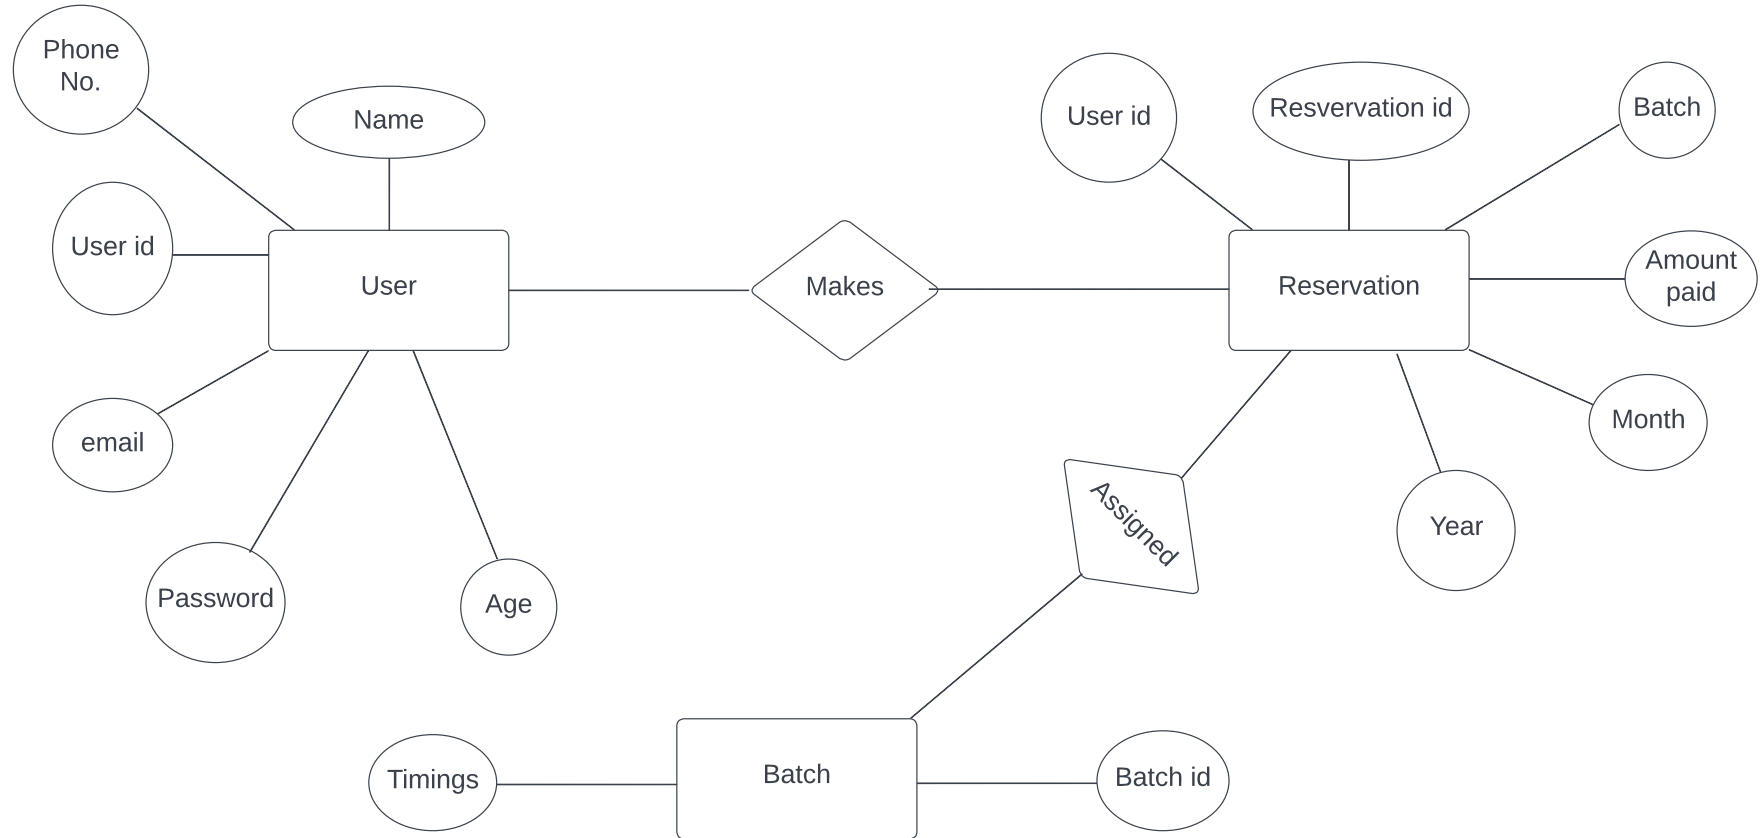 Phone
No.
Name
User id
Resvervation id
Batch
User id
User
Makes
Reservation
Amount
paid
email
Month
Assigned
Year
Password
Age
Timings
Batch
Batch id